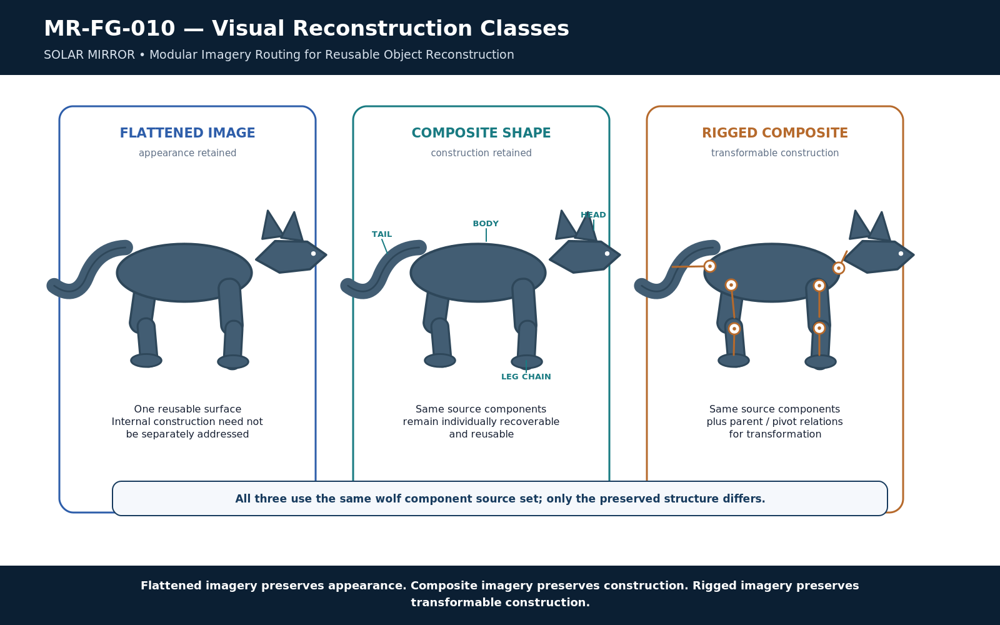 MR-FG-010 — Visual Reconstruction Classes
SOLAR MIRROR • Modular Imagery Routing for Reusable Object Reconstruction
FLATTENED IMAGE
appearance retained
One reusable surface
Internal construction need not
be separately addressed
COMPOSITE SHAPE
construction retained
HEAD
BODY
TAIL
LEG CHAIN
Same source components
remain individually recoverable
and reusable
RIGGED COMPOSITE
transformable construction
Same source components
plus parent / pivot relations
for transformation
All three use the same wolf component source set; only the preserved structure differs.
Flattened imagery preserves appearance. Composite imagery preserves construction. Rigged imagery preserves
transformable construction.